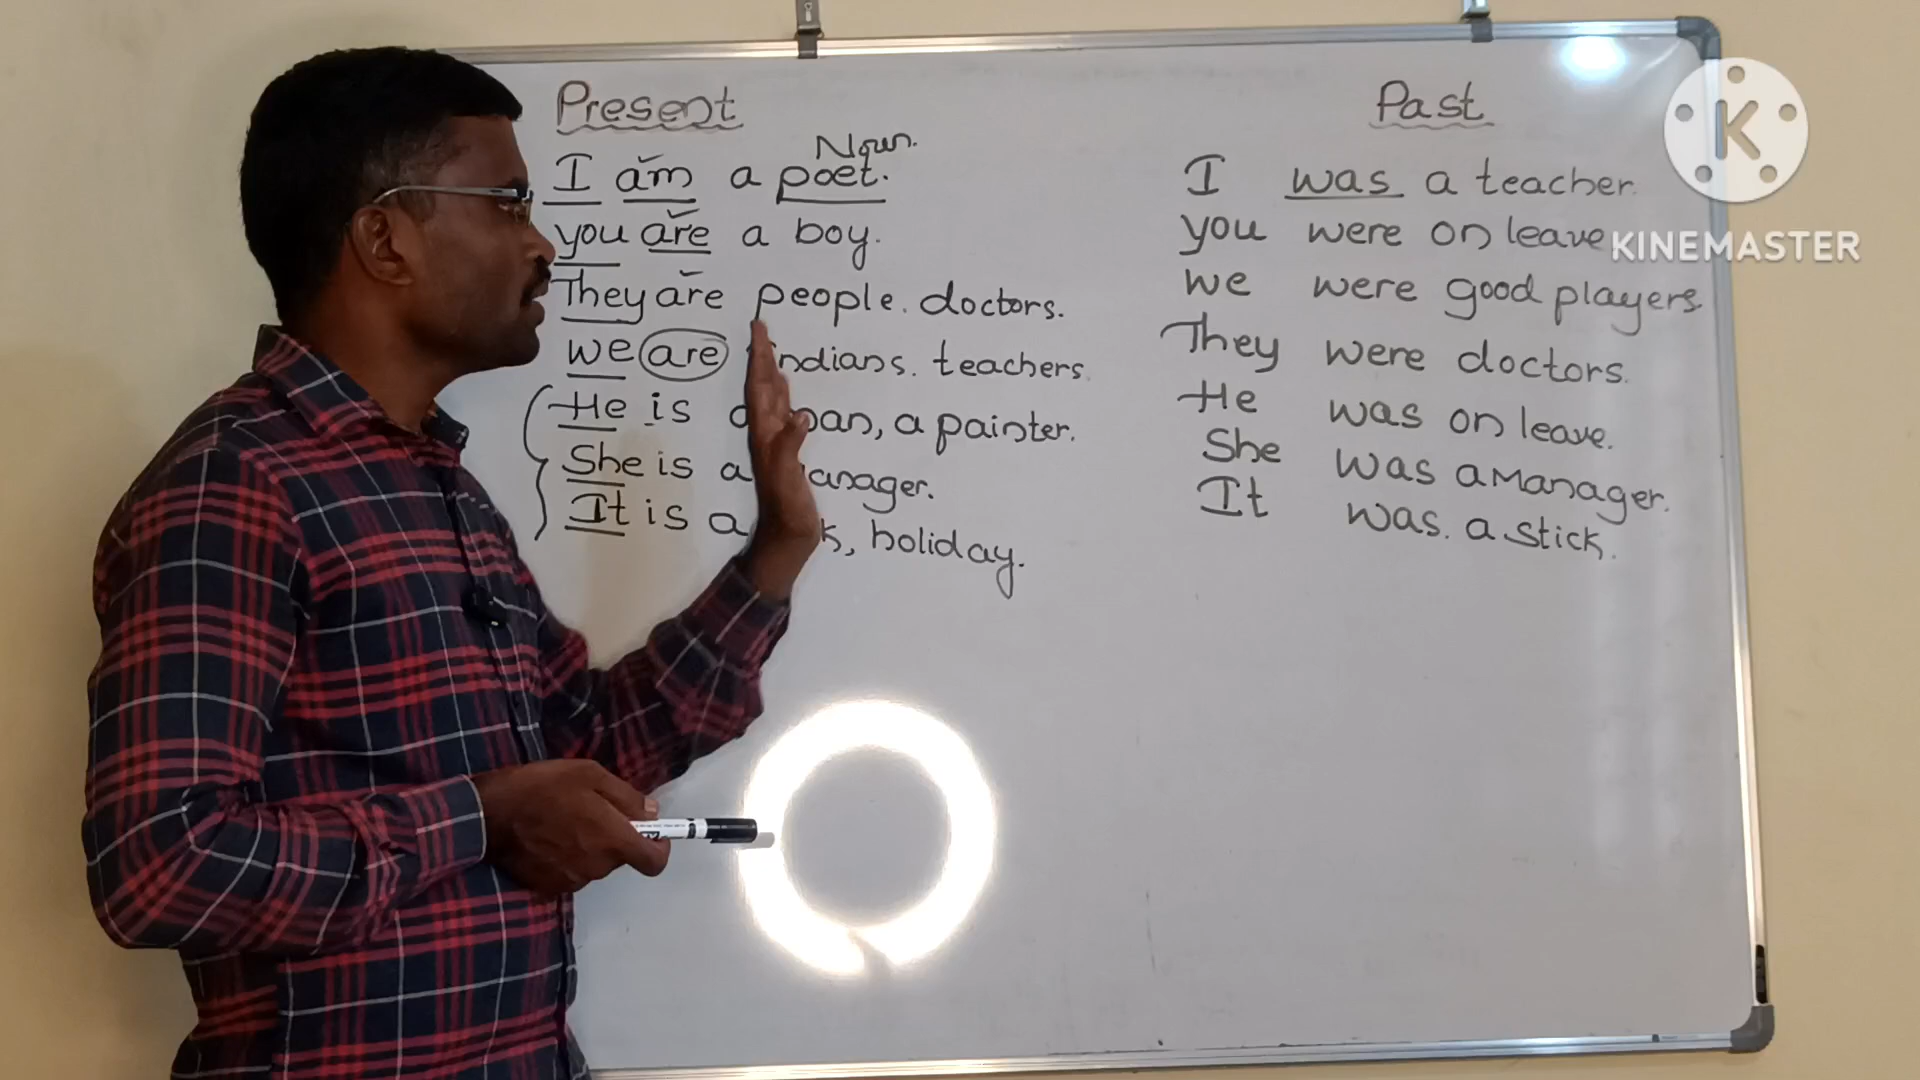 Present
Noun.
I am a poet.
you are a boy.
They are people. doctors.
we are Indians. teachers.
He is a man, a painter.
She is a manager.
It is a holiday.
Past
I was a teacher.
you were on leave
we were good players.
They were doctors.
He was on leave.
She was a Manager.
It was. a stick.
K
KINEMASTER